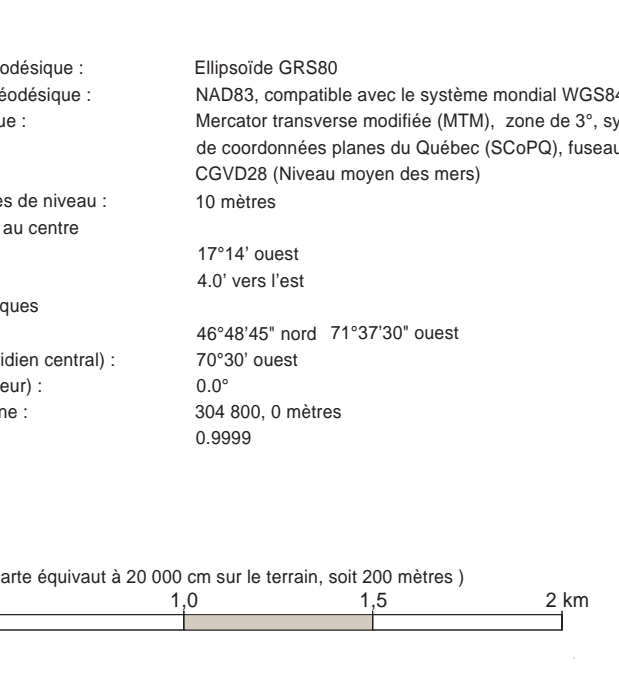 odésique : Ellipsoïde GRS80
éodésique : NAD83, compatible avec le système mondial WGS84
ue : Mercator transverse modifiée (MTM), zone de 3°, sy
de coordonnées planes du Québec (SCoPQ), fuseau
CGVD28 (Niveau moyen des mers)
es de niveau : 10 mètres
au centre
17°14’ ouest
4.0’ vers l’est
ques
46°48’45" nord 71°37’30" ouest
idien central) : 70°30’ ouest
eur) : 0.0°
ne : 304 800, 0 mètres
0.9999
arte équivaut à 20 000 cm sur le terrain, soit 200 mètres )
1,0 1,5 2 km